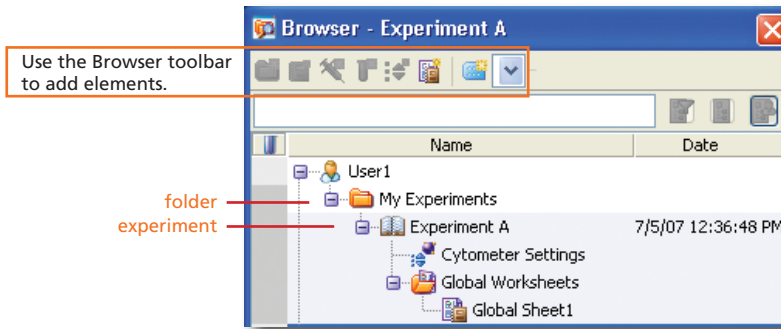 Browser - Experiment A
Use the Browser toolbar
to add elements.
Name Date
User1
folder My Experiments
experiment Experiment A 7/5/07 12:36:48 PM
Cytometer Settings
Global Worksheets
Global Sheet1